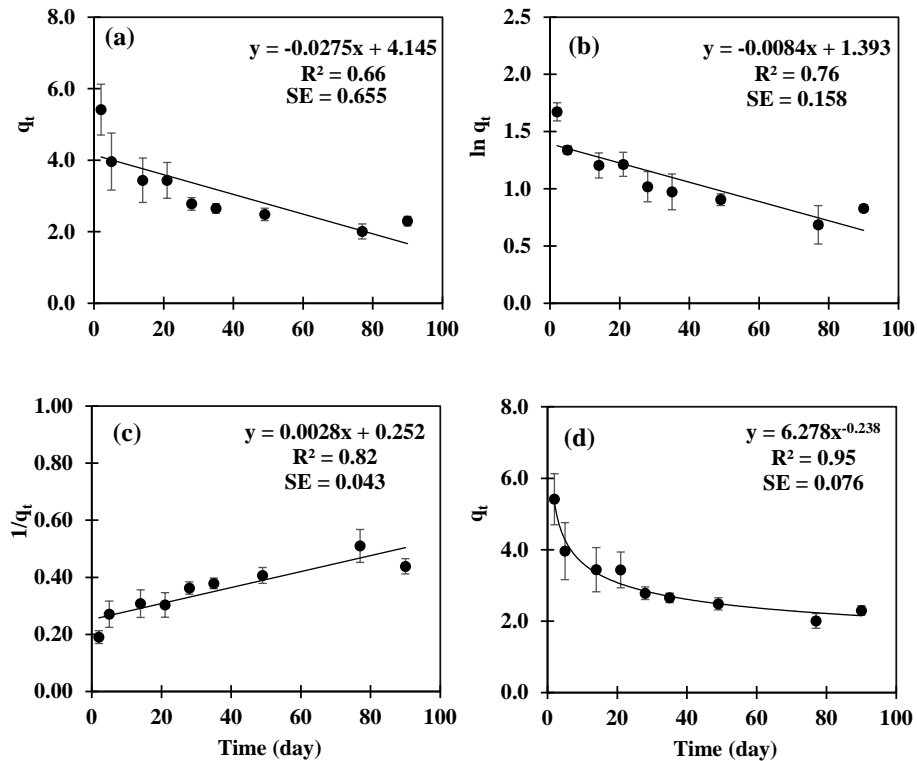 (a)
y = -0.0275x + 4.145
R² = 0.66
SE = 0.655
8.0
6.0
4.0
2.0
0.0
qt
0 20 40 60 80 100
(b)
y = -0.0084x + 1.393
R² = 0.76
SE = 0.158
2.5
2.0
1.5
1.0
0.5
0.0
ln qt
0 20 40 60 80 100
(c)
y = 0.0028x + 0.252
R² = 0.82
SE = 0.043
1.00
0.80
0.60
0.40
0.20
0.00
1/qt
0 20 40 60 80 100
Time (day)
(d)
y = 6.278x^-0.238
R² = 0.95
SE = 0.076
8.0
6.0
4.0
2.0
0.0
qt
0 20 40 60 80 100
Time (day)